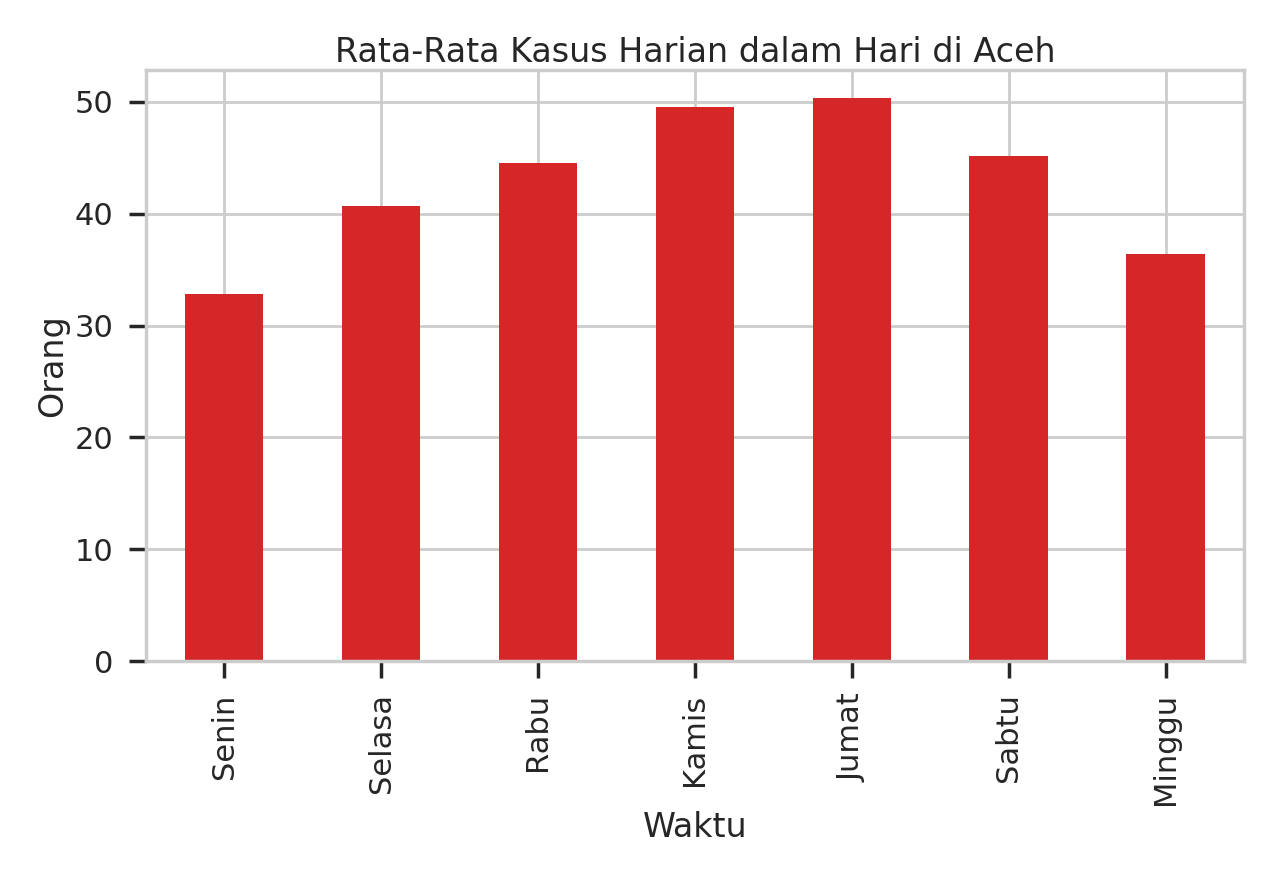 Rata-Rata Kasus Harian dalam Hari di Aceh
Orang
50
40
30
20
10
0
Senin
Selasa
Rabu
Kamis
Jumat
Sabtu
Minggu
Waktu